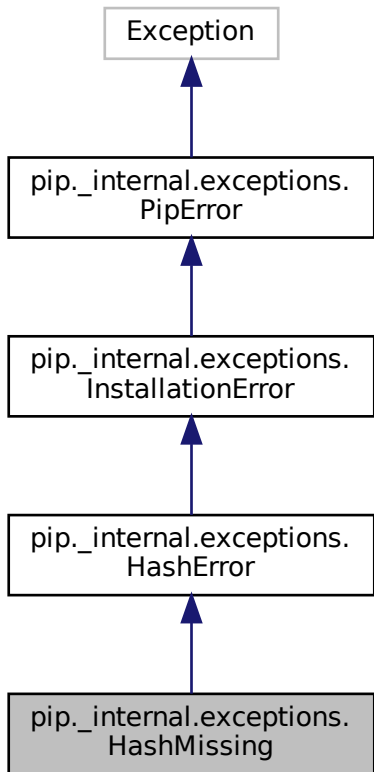 Exception
pip._internal.exceptions.
PipError
pip._internal.exceptions.
InstallationError
pip._internal.exceptions.
HashError
pip._internal.exceptions.
HashMissing